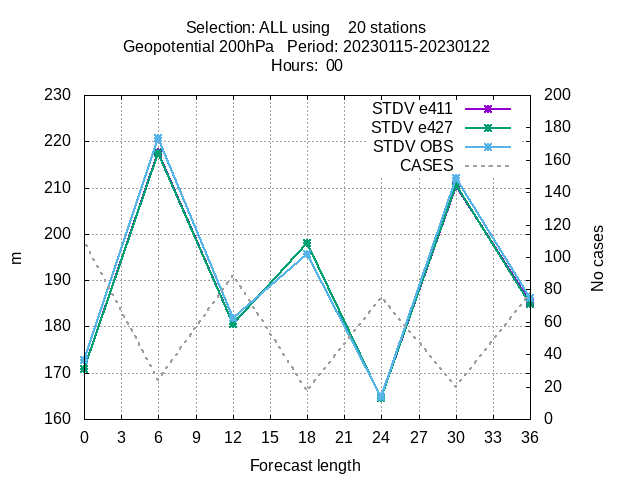 Selection: ALL using    20 stations
Geopotential 200hPa   Period: 20230115-20230122
Hours:  00
STDV e411
STDV e427
STDV OBS
CASES
230
220
210
200
190
180
170
160
m
200
180
160
140
120
100
80
60
40
20
0
No cases
0 3 6 9 12 15 18 21 24 27 30 33 36
Forecast length